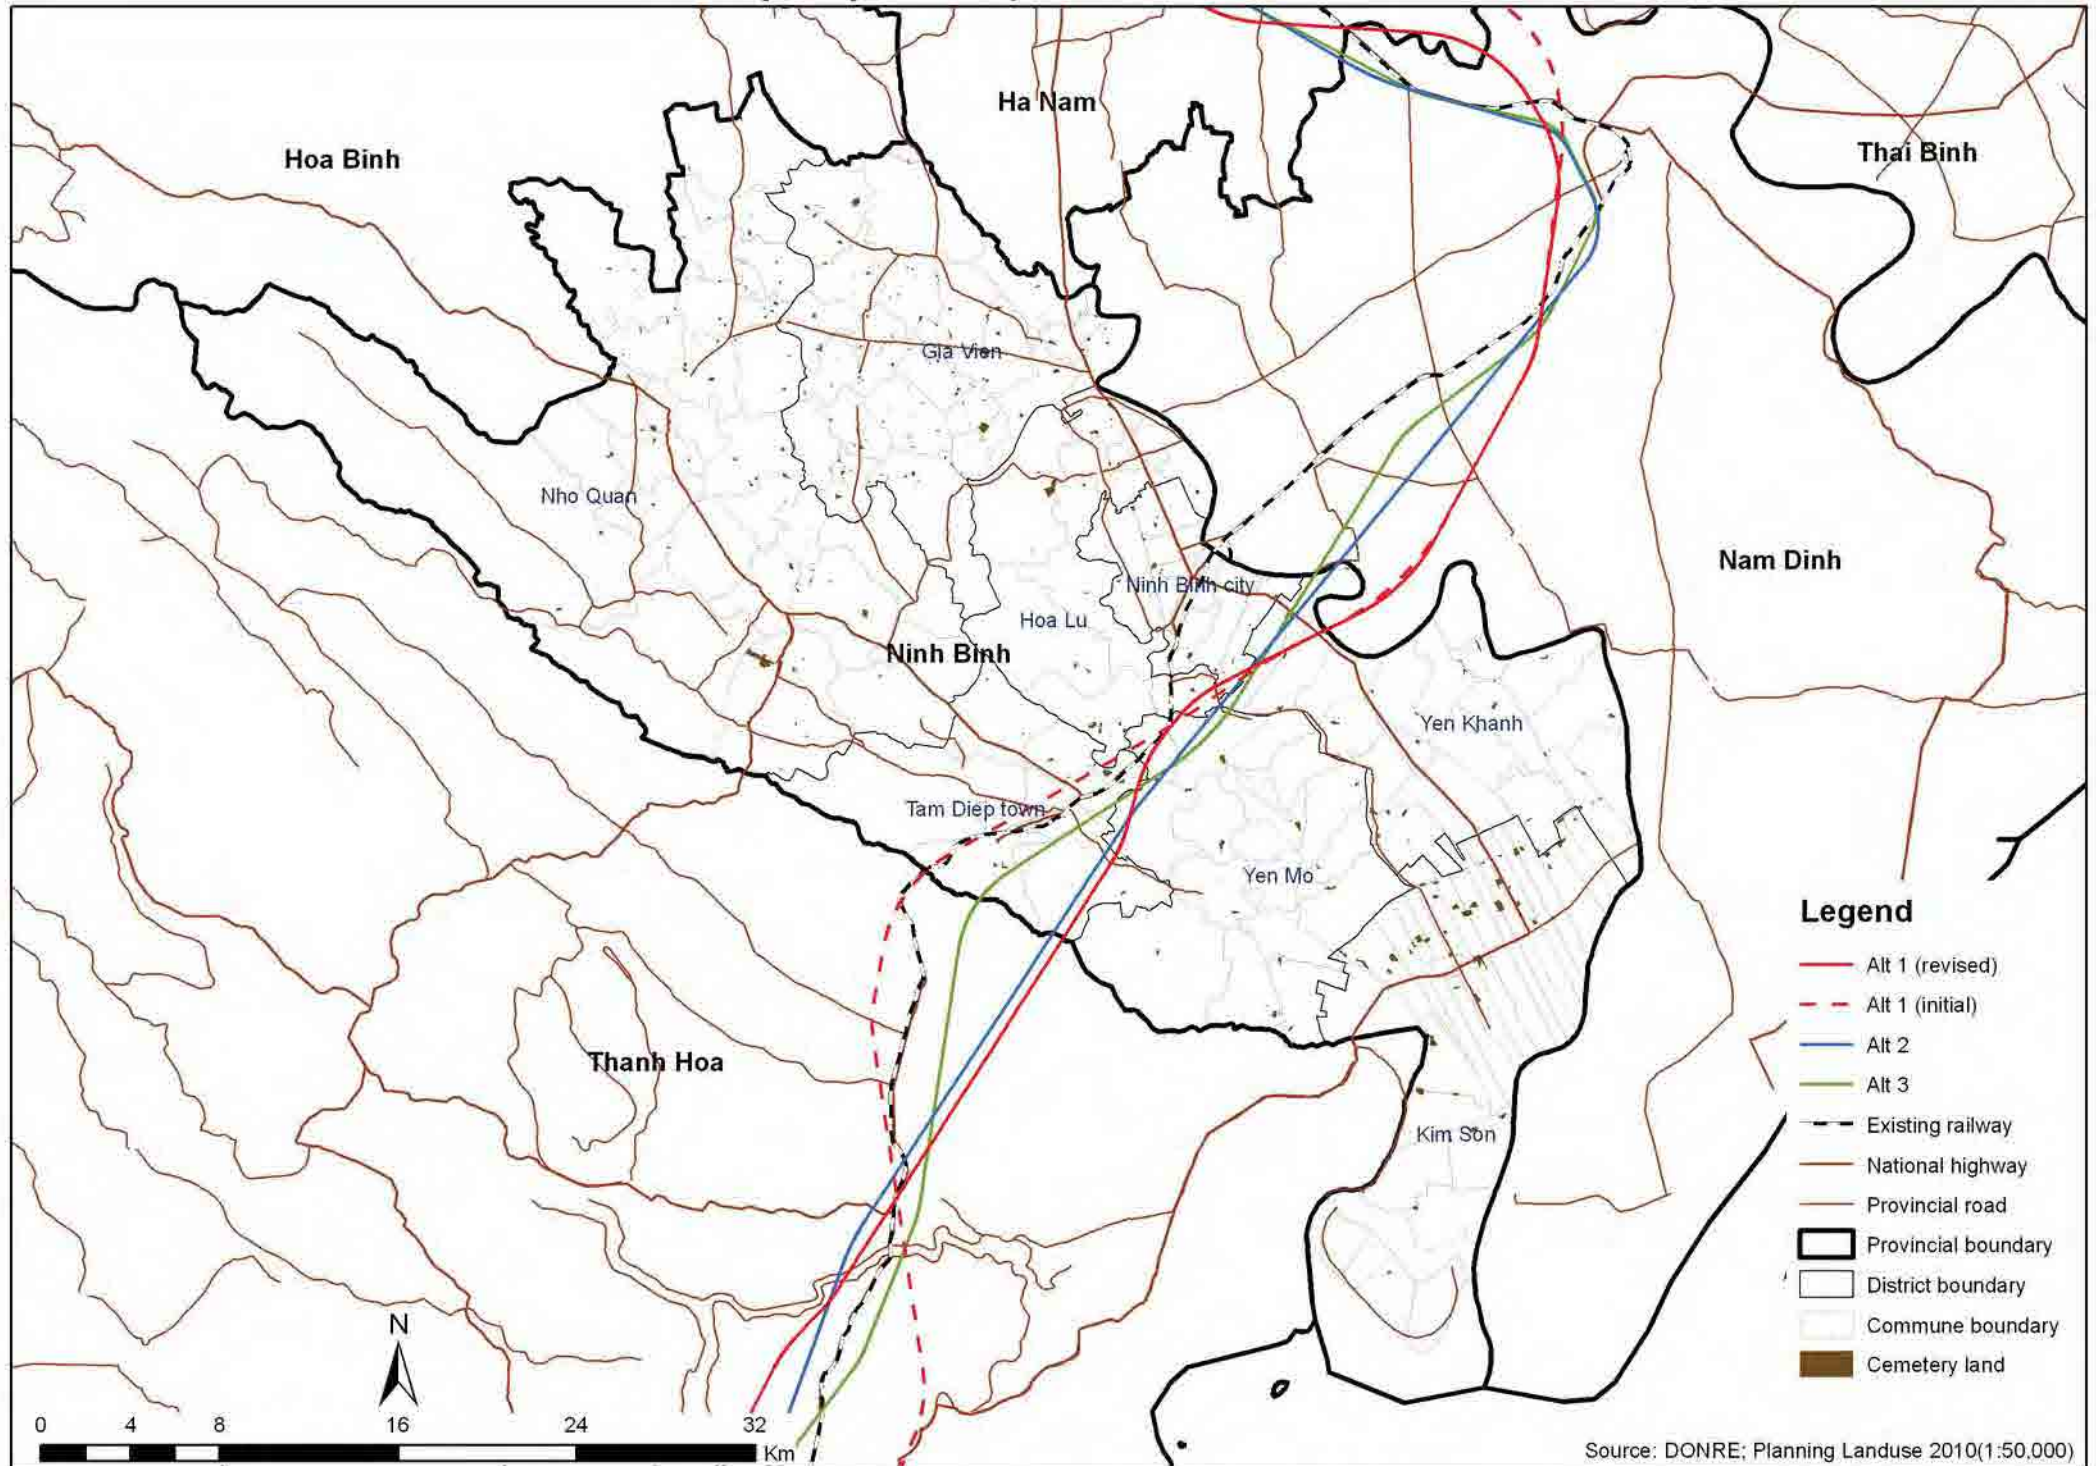 Ha Nam
Hoa Binh
Thai Binh
Gia Vien
Nho Quan
Nam Dinh
Ninh Binh city
Hoa Lu
Ninh Binh
Yen Khanh
Tam Diep town
Yen Mo
Thanh Hoa
Kim Son
Legend
Alt 1 (revised)
Alt 1 (initial)
Alt 2
Alt 3
Existing railway
National highway
Provincial road
Provincial boundary
District boundary
Commune boundary
Cemetery land
N
0 4 8 16 24 32
Km
Source: DONRE; Planning Landuse 2010(1:50,000)